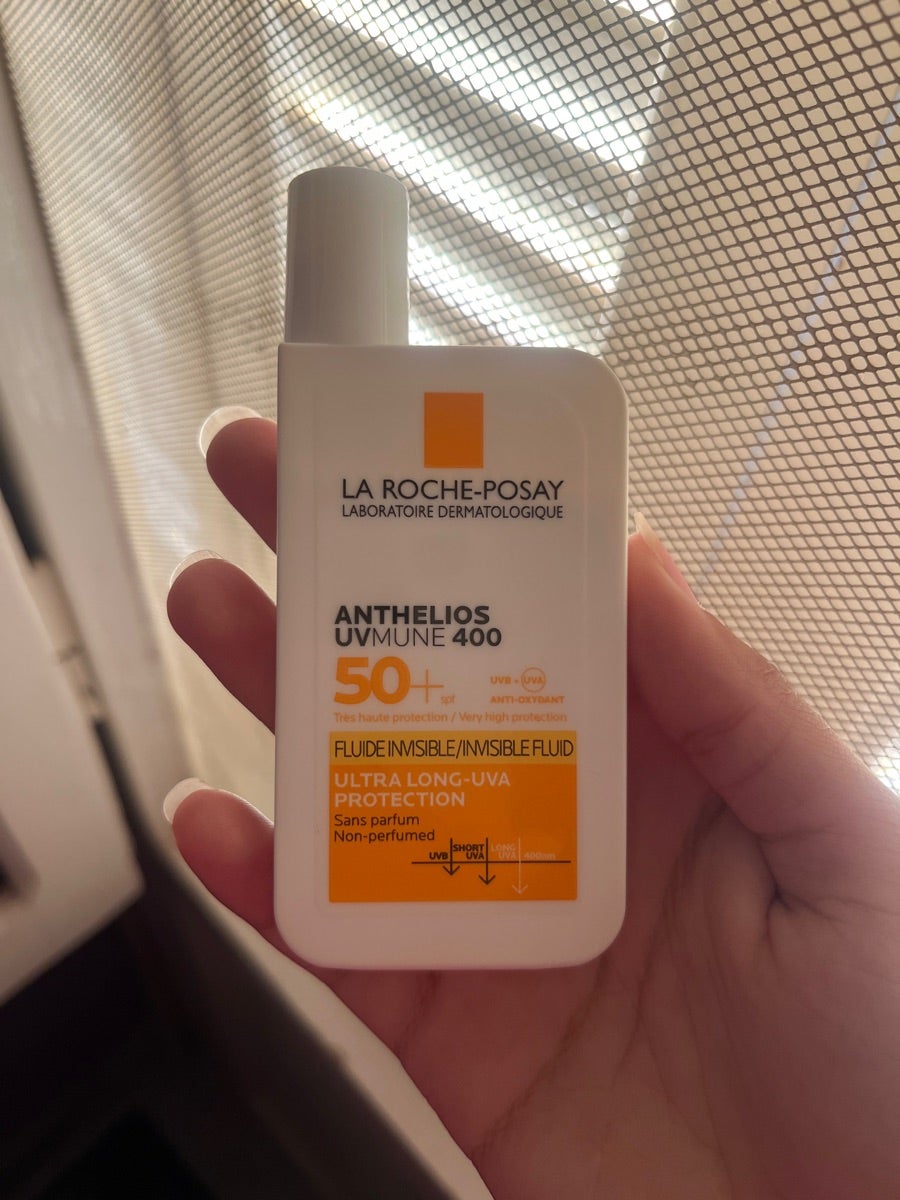 LA ROCHE-POSAY
LABORATOIRE DERMATOLOGIQUE
ANTHELIOS
UVMUNE 400
50+ spf
UVB + UVA
ANTI-OXYDANT
Très haute protection / Very high protection
FLUIDE INVISIBLE/INVISIBLE FLUID
ULTRA LONG-UVA
PROTECTION
Sans parfum
Non-perfumed
UVB SHORT UVA LONG UVA 400nm